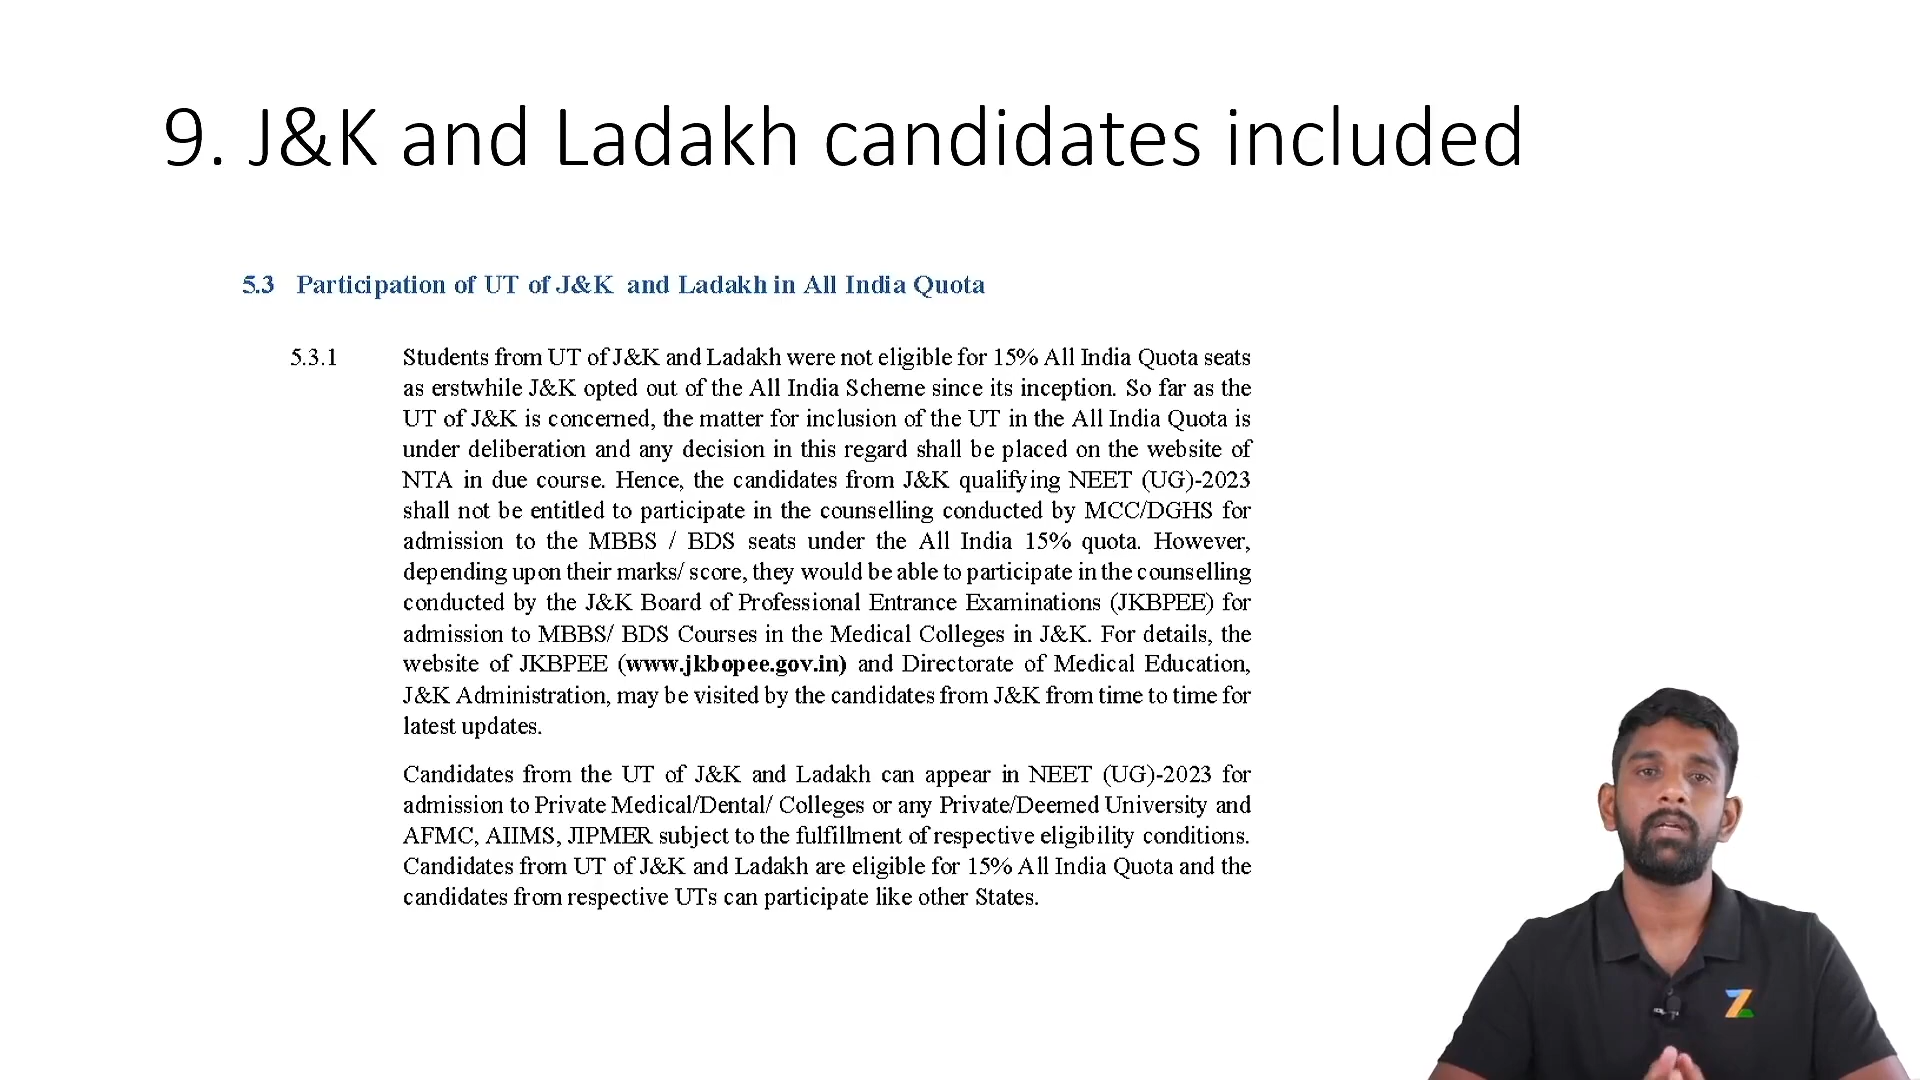 9. J&K and Ladakh candidates included
5.3 Participation of UT of J&K and Ladakh in All India Quota
5.3.1 Students from UT of J&K and Ladakh were not eligible for 15% All India Quota seats
as erstwhile J&K opted out of the All India Scheme since its inception. So far as the
UT of J&K is concerned, the matter for inclusion of the UT in the All India Quota is
under deliberation and any decision in this regard shall be placed on the website of
NTA in due course. Hence, the candidates from J&K qualifying NEET (UG)-2023
shall not be entitled to participate in the counselling conducted by MCC/DGHS for
admission to the MBBS / BDS seats under the All India 15% quota. However,
depending upon their marks/ score, they would be able to participate in the counselling
conducted by the J&K Board of Professional Entrance Examinations (JKBPEE) for
admission to MBBS/ BDS Courses in the Medical Colleges in J&K. For details, the
website of JKBPEE (www.jkbopee.gov.in) and Directorate of Medical Education,
J&K Administration, may be visited by the candidates from J&K from time to time for
latest updates.
Candidates from the UT of J&K and Ladakh can appear in NEET (UG)-2023 for
admission to Private Medical/Dental/ Colleges or any Private/Deemed University and
AFMC, AIIMS, JIPMER subject to the fulfillment of respective eligibility conditions.
Candidates from UT of J&K and Ladakh are eligible for 15% All India Quota and the
candidates from respective UTs can participate like other States.
Z